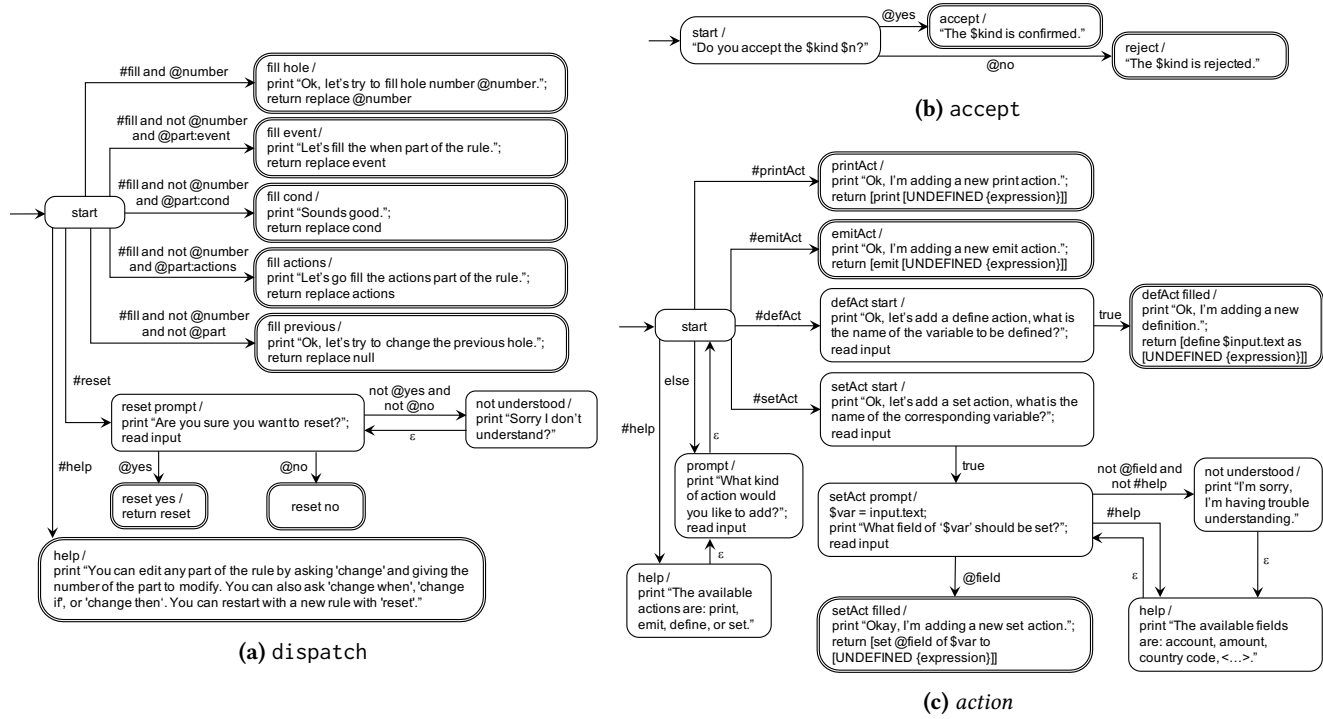 #fill and @number
fill hole /
print “Ok, let’s try to fill hole number @number.”;
return replace @number
#fill and not @number
and @part:event
fill event /
print “Let’s fill the when part of the rule.”;
return replace event
start
#fill and not @number
and @part:cond
fill cond /
print “Sounds good.”;
return replace cond
#fill and not @number
and @part:actions
fill actions /
print “Let’s go fill the actions part of the rule.”;
return replace actions
#fill and not @number
and not @part
fill previous /
print “Ok, let’s try to change the previous hole.”;
return replace null
#reset
reset prompt /
print “Are you sure you want to reset?”;
read input
not @yes and
not @no
ε
not understood /
print “Sorry I don’t
understand?”
#help
@yes
@no
reset yes /
return reset
reset no
help /
print “You can edit any part of the rule by asking 'change' and giving the
number of the part to modify. You can also ask 'change when', 'change
if', or 'change then‘. You can restart with a new rule with 'reset'.”
(a) dispatch
start /
“Do you accept the $kind $n?”
@yes
accept /
“The $kind is confirmed.”
@no
reject /
“The $kind is rejected.”
(b) accept
#printAct
printAct /
print “Ok, I’m adding a new print action.”;
return [print [UNDEFINED {expression}]]
#emitAct
emitAct /
print “Ok, I’m adding a new emit action.”;
return [emit [UNDEFINED {expression}]]
start
#defAct
defAct start /
print “Ok, let’s add a define action, what is
the name of the variable to be defined?”;
read input
true
defAct filled /
print “Ok, I’m adding a new
definition.”;
return [define $input.text as
[UNDEFINED {expression}]]
else
#setAct
setAct start /
print “Ok, let’s add a set action, what is the
name of the corresponding variable?”;
read input
#help
ε
true
prompt /
print “What kind
of action would
you like to add?”;
read input
ε
help /
print “The available
actions are: print,
emit, define, or set.”
setAct prompt /
$var = input.text;
print “What field of ‘$var’ should be set?”;
read input
not @field and
not #help
#help
not understood /
print “I’m sorry,
I’m having trouble
understanding.”
ε
ε
@field
setAct filled /
print “Okay, I’m adding a new set action.”;
return [set @field of $var to
[UNDEFINED {expression}]]
help /
print “The available fields
are: account, amount,
country code, <…>.”
(c) action